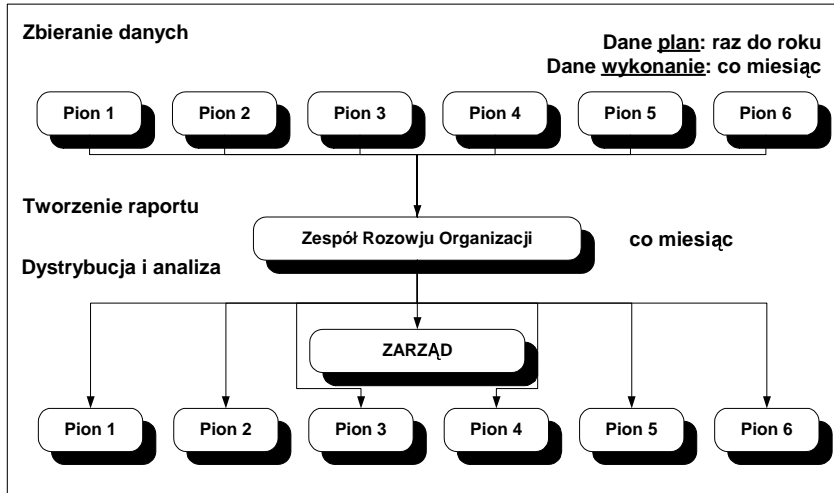 Zbieranie danych
Dane plan: raz do roku
Dane wykonanie: co miesiąc
Pion 1
Pion 2
Pion 3
Pion 4
Pion 5
Pion 6
Tworzenie raportu
Zespół Rozowju Organizacji
co miesiąc
Dystrybucja i analiza
ZARZĄD
Pion 1
Pion 2
Pion 3
Pion 4
Pion 5
Pion 6